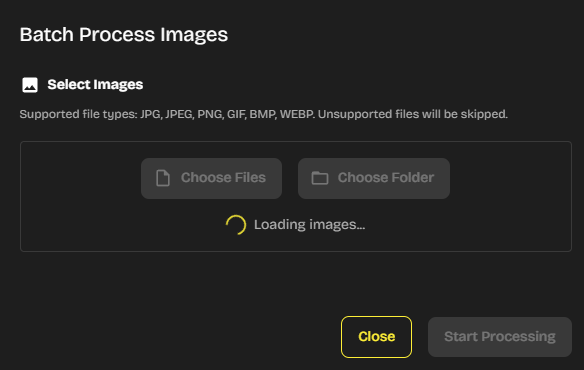 Batch Process Images
Select Images
Supported file types: JPG, JPEG, PNG, GIF, BMP, WEBP. Unsupported files will be skipped.
Choose Files
Choose Folder
Loading images...
Close
Start Processing